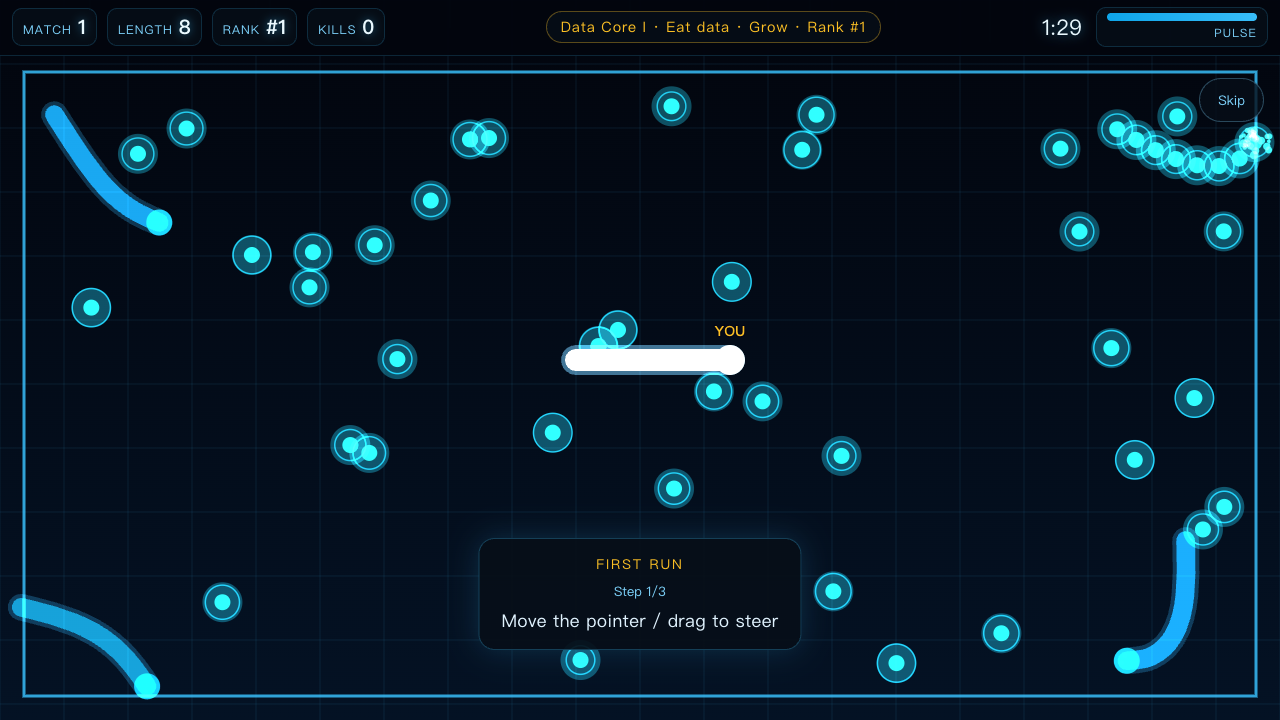 MATCH 1
LENGTH 8
RANK #1
KILLS 0
Data Core I · Eat data · Grow · Rank #1
1:29
PULSE
Skip
YOU
FIRST RUN
Step 1/3
Move the pointer / drag to steer